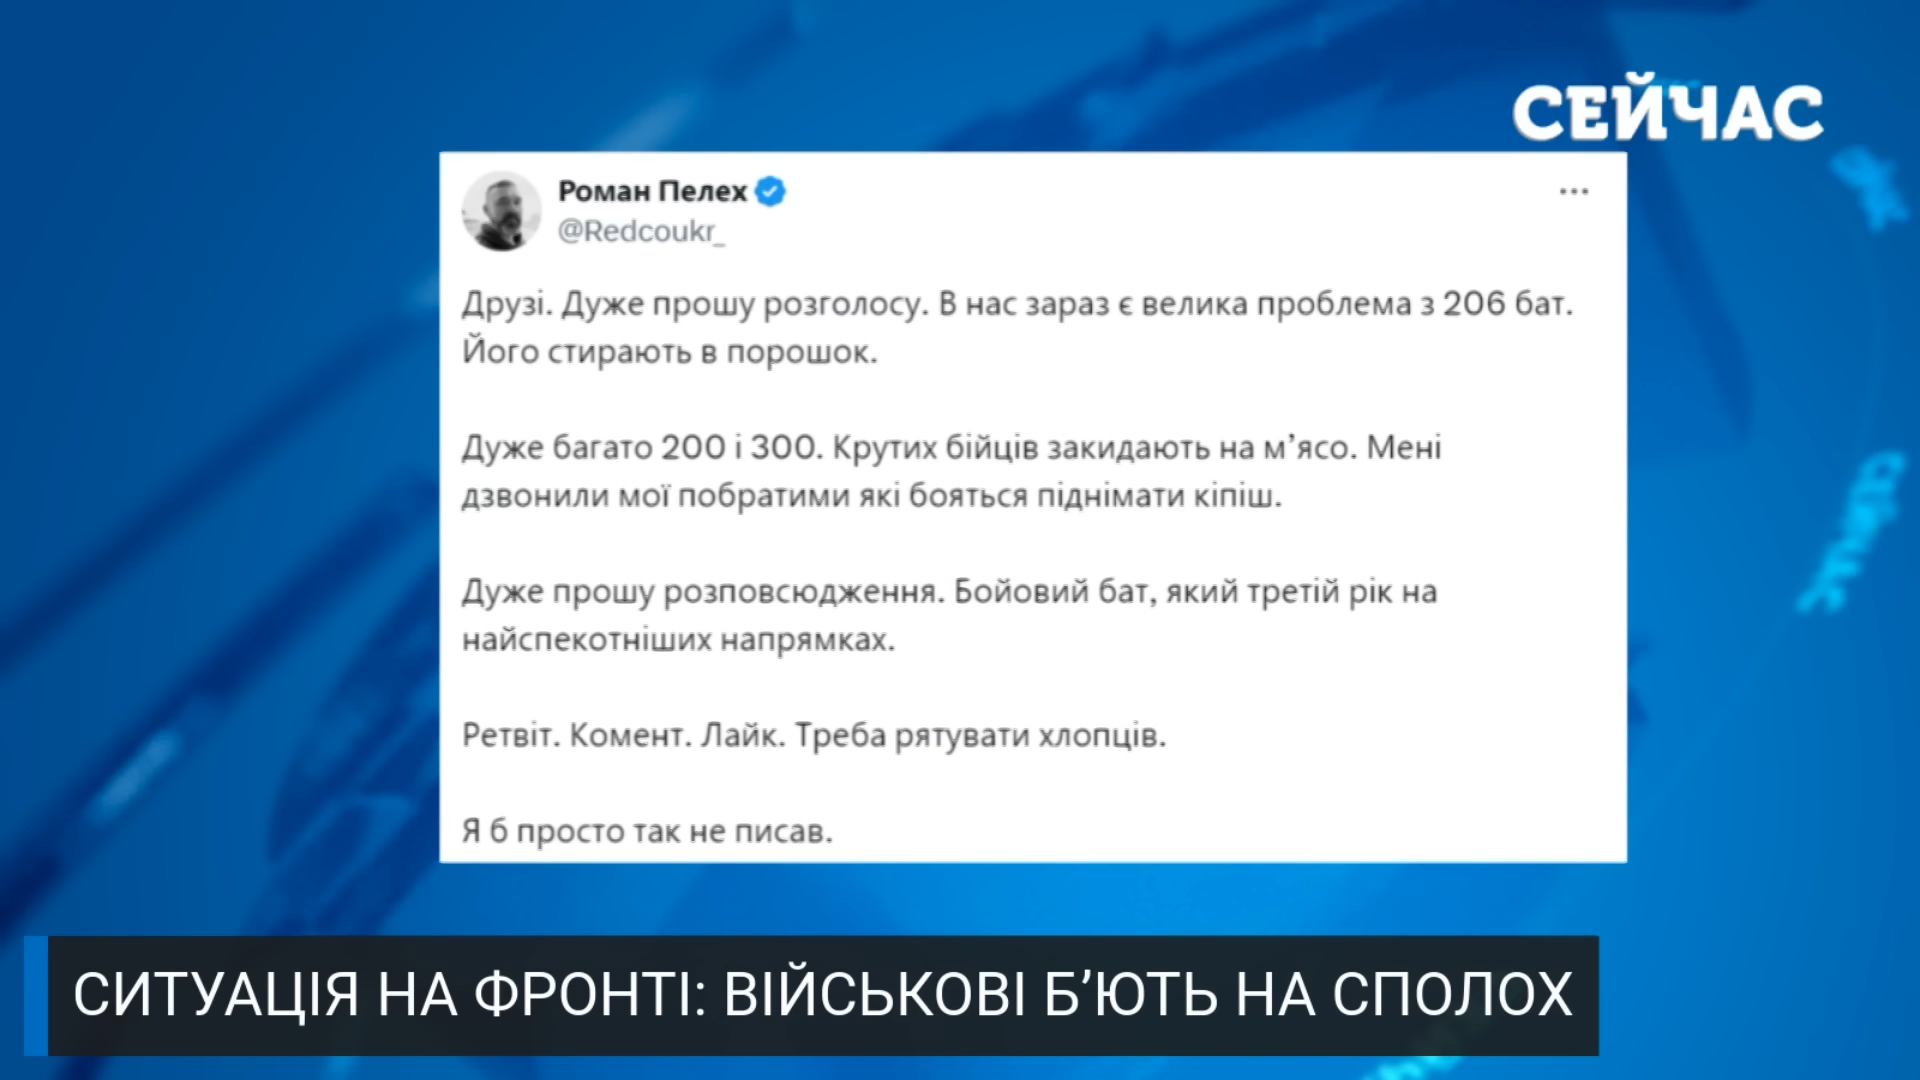 СЕЙЧАС
Роман Пелех
@Redcoukr_
Друзі. Дуже прошу розголосу. В нас зараз є велика проблема з 206 бат.
Його стирають в порошок.
Дуже багато 200 і 300. Крутих бійців закидають на м’ясо. Мені
дзвонили мої побратими які бояться піднімати кіпіш.
Дуже прошу розповсюдження. Бойовий бат, який третій рік на
найспекотніших напрямках.
Ретвіт. Комент. Лайк. Треба рятувати хлопців.
Я б просто так не писав.
СИТУАЦІЯ НА ФРОНТІ: ВІЙСЬКОВІ Б’ЮТЬ НА СПОЛОХ